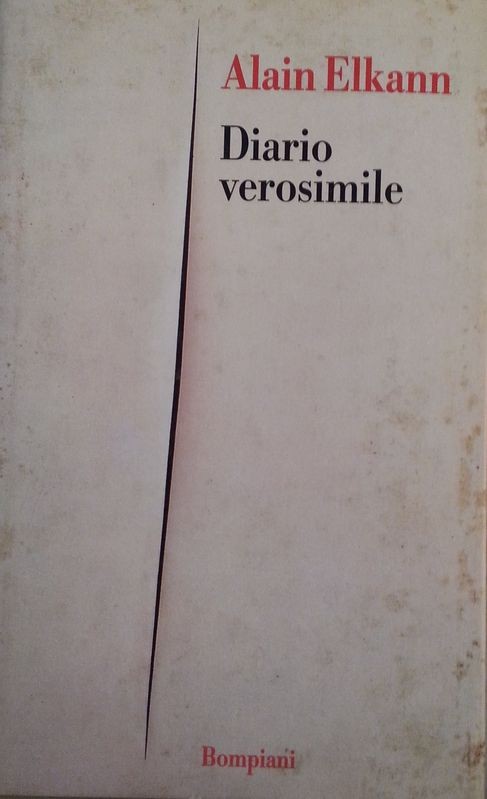 Alain Elkann
Diario
verosimile
Bompiani